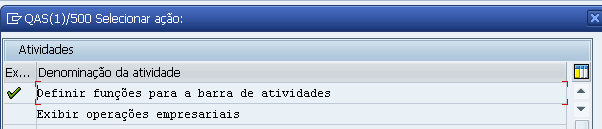 QAS(1)/500 Selecionar ação:
Atividades
Ex... Denominação da atividade
Definir funções para a barra de atividades
Exibir operações empresariais